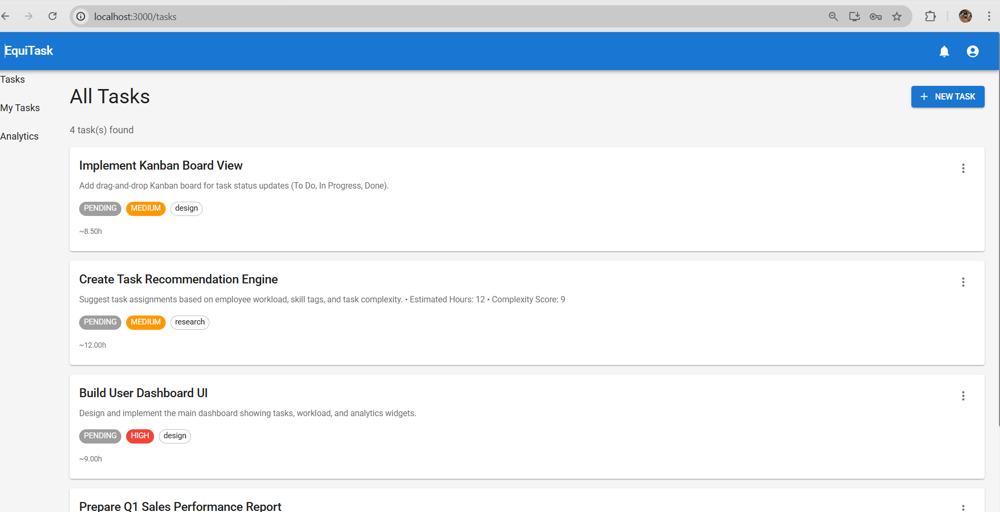 localhost:3000/tasks
EquiTask
Tasks
My Tasks
Analytics
All Tasks
NEW TASK
4 task(s) found
Implement Kanban Board View
Add drag-and-drop Kanban board for task status updates (To Do, In Progress, Done).
PENDING MEDIUM design
~8.50h
Create Task Recommendation Engine
Suggest task assignments based on employee workload, skill tags, and task complexity. • Estimated Hours: 12 • Complexity Score: 9
PENDING MEDIUM research
~12.00h
Build User Dashboard UI
Design and implement the main dashboard showing tasks, workload, and analytics widgets.
PENDING HIGH design
~9.00h
Prepare Q1 Sales Performance Report